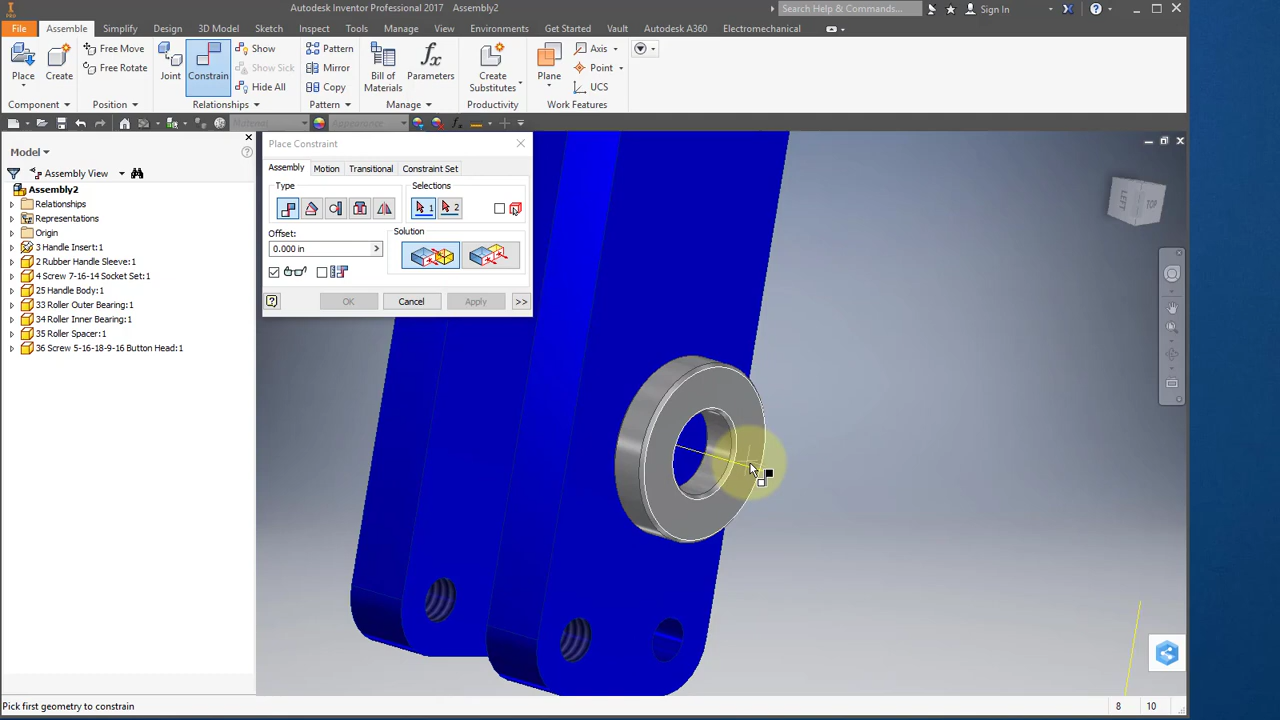 Autodesk Inventor Professional 2017 Assembly2
Search Help & Commands... Sign In
File Assemble Simplify Design 3D Model Sketch Inspect Tools Manage View Environments Get Started Vault Autodesk A360 Electromechanical
Place Create Free Move Free Rotate Joint Constrain Show Show Sick Hide All Pattern Mirror Copy Bill of Materials Parameters Create Substitutes Plane Axis Point UCS
Component Position Relationships Pattern Manage Productivity Work Features
Material Appearance
Model
Assembly View
Assembly2
Relationships
Representations
Origin
3 Handle Insert:1
2 Rubber Handle Sleeve:1
4 Screw 7-16-14 Socket Set:1
25 Handle Body:1
33 Roller Outer Bearing:1
34 Roller Inner Bearing:1
35 Roller Spacer:1
36 Screw 5-16-18-9-16 Button Head:1
Place Constraint
Assembly Motion Transitional Constraint Set
Type Selections
1 2
Offset: Solution
0.000 in
OK Cancel Apply >>
LEFT TOP
Pick first geometry to constrain 8 10